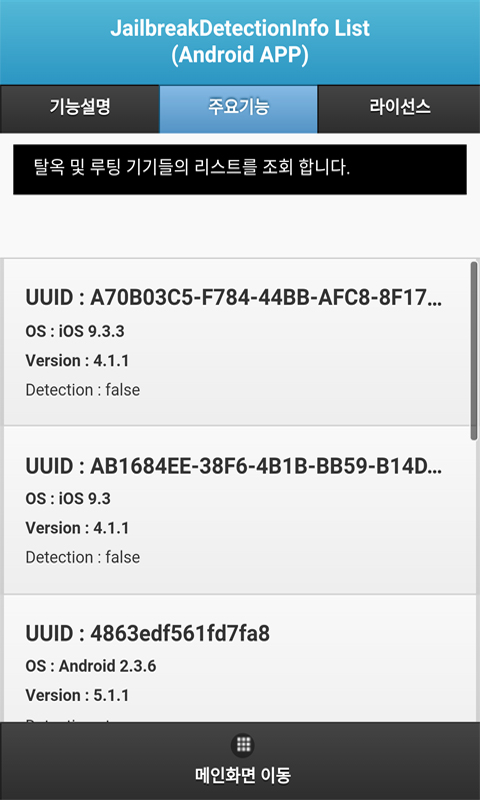 JailbreakDetectionInfo List
(Android APP)
기능설명
주요기능
라이선스
탈옥 및 루팅 기기들의 리스트를 조회 합니다.
UUID : A70B03C5-F784-44BB-AFC8-8F17...
OS : iOS 9.3.3
Version : 4.1.1
Detection : false
UUID : AB1684EE-38F6-4B1B-BB59-B14D...
OS : iOS 9.3
Version : 4.1.1
Detection : false
UUID : 4863edf561fd7fa8
OS : Android 2.3.6
Version : 5.1.1
메인화면 이동